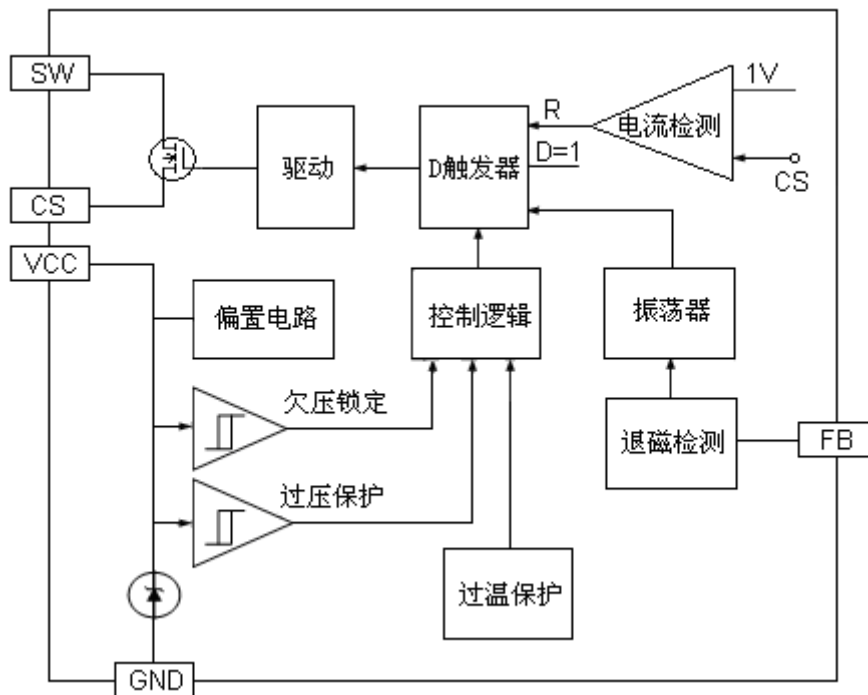 SW
1V
R
电流检测
驱动
D触发器
D=1
CS
CS
VCC
偏置电路
控制逻辑
振荡器
欠压锁定
退磁检测
FB
过压保护
过温保护
GND